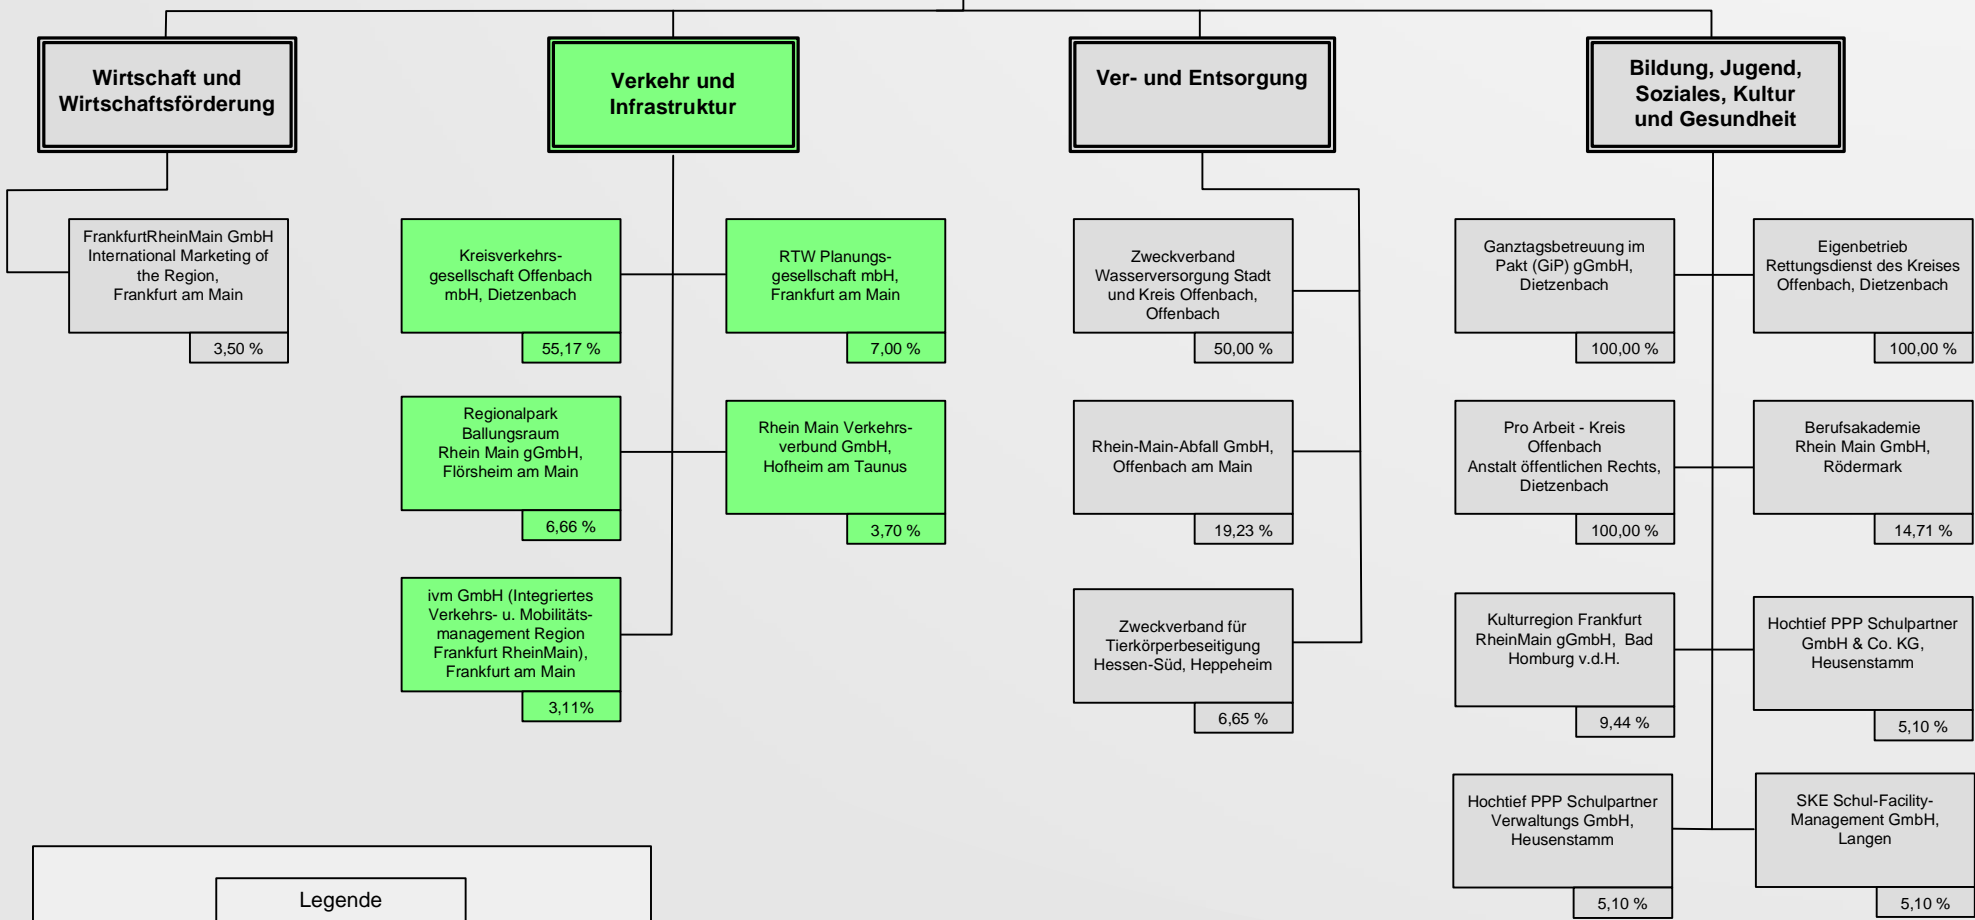 Wirtschaft und
Wirtschaftsförderung
FrankfurtRheinMain GmbH
International Marketing of
the Region,
Frankfurt am Main
3,50 %
Verkehr und
Infrastruktur
Kreisverkehrs-
gesellschaft Offenbach
mbH, Dietzenbach
55,17 %
RTW Planungs-
gesellschaft mbH,
Frankfurt am Main
7,00 %
Regionalpark
Ballungsraum
Rhein Main gGmbH,
Flörsheim am Main
6,66 %
Rhein Main Verkehrs-
verbund GmbH,
Hofheim am Taunus
3,70 %
ivm GmbH (Integriertes
Verkehrs- u. Mobilitäts-
management Region
Frankfurt RheinMain),
Frankfurt am Main
3,11%
Ver- und Entsorgung
Zweckverband
Wasserversorgung Stadt
und Kreis Offenbach,
Offenbach
50,00 %
Rhein-Main-Abfall GmbH,
Offenbach am Main
19,23 %
Zweckverband für
Tierkörperbeseitigung
Hessen-Süd, Heppeheim
6,65 %
Bildung, Jugend,
Soziales, Kultur
und Gesundheit
Ganztagsbetreuung im
Pakt (GiP) gGmbH,
Dietzenbach
100,00 %
Eigenbetrieb
Rettungsdienst des Kreises
Offenbach, Dietzenbach
100,00 %
Pro Arbeit - Kreis
Offenbach
Anstalt öffentlichen Rechts,
Dietzenbach
100,00 %
Berufsakademie
Rhein Main GmbH,
Rödermark
14,71 %
Kulturregion Frankfurt
RheinMain gGmbH, Bad
Homburg v.d.H.
9,44 %
Hochtief PPP Schulpartner
GmbH & Co. KG,
Heusenstamm
5,10 %
Hochtief PPP Schulpartner
Verwaltungs GmbH,
Heusenstamm
5,10 %
SKE Schul-Facility-
Management GmbH,
Langen
5,10 %
Legende